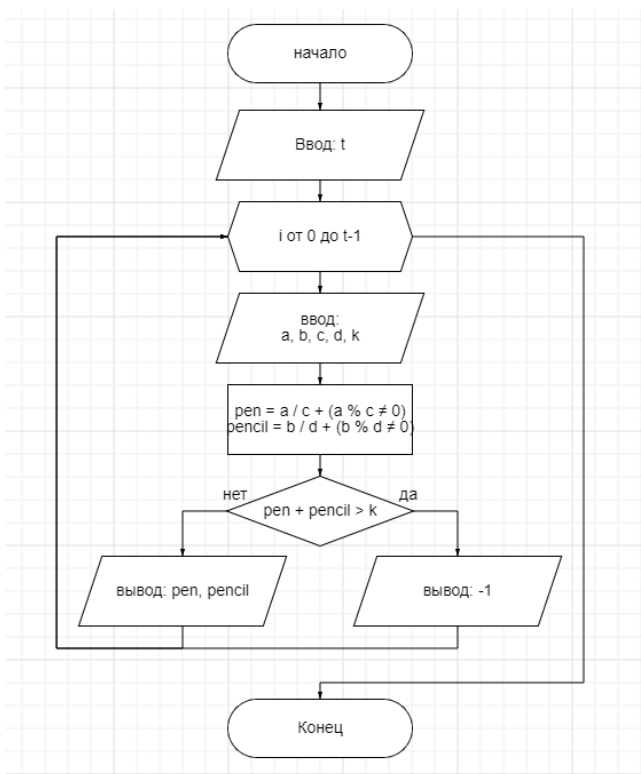 начало
Ввод: t
i от 0 до t-1
ввод:
a, b, c, d, k
pen = a / c + (a % c ≠ 0)
pencil = b / d + (b % d ≠ 0)
нет
да
pen + pencil > k
вывод: pen, pencil
вывод: -1
Конец